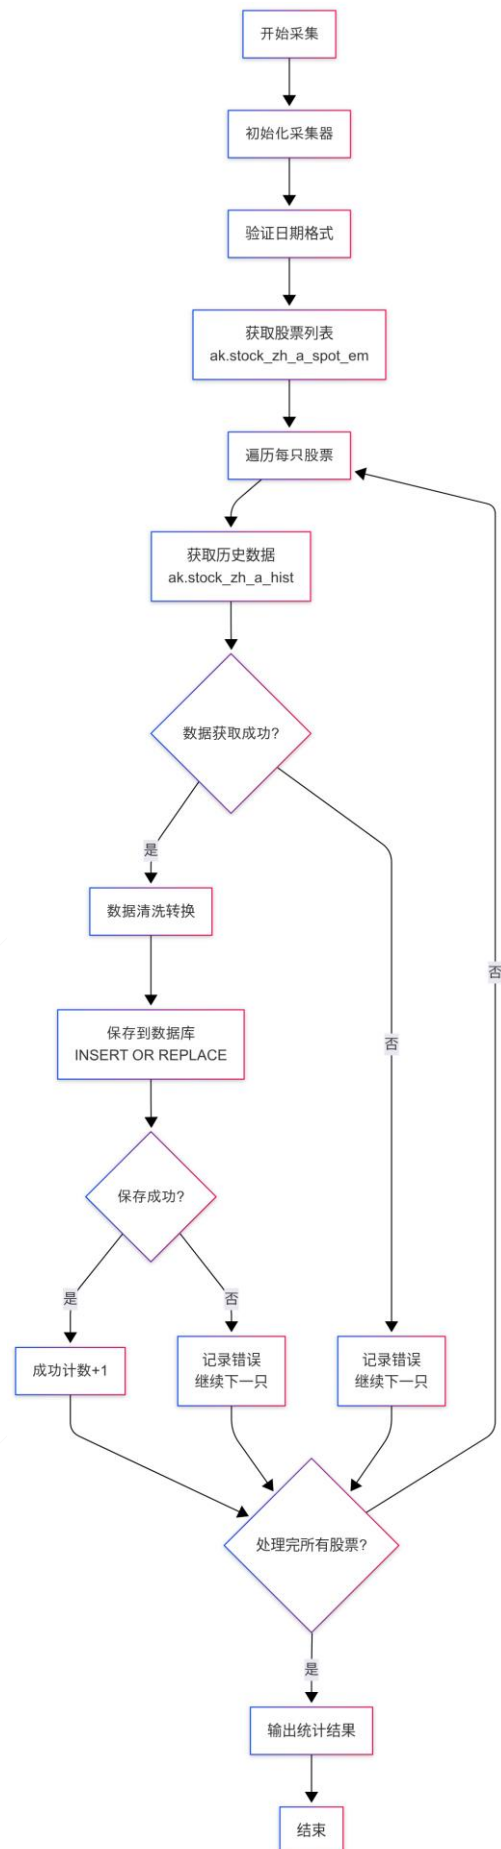 开始采集
初始化采集器
验证日期格式
获取股票列表
ak.stock_zh_a_spot_em
遍历每只股票
获取历史数据
ak.stock_zh_a_hist
数据获取成功?
是
数据清洗转换
否
保存到数据库
INSERT OR REPLACE
否
保存成功?
是
否
成功计数+1
记录错误
继续下一只
记录错误
继续下一只
处理完所有股票?
是
输出统计结果
结束